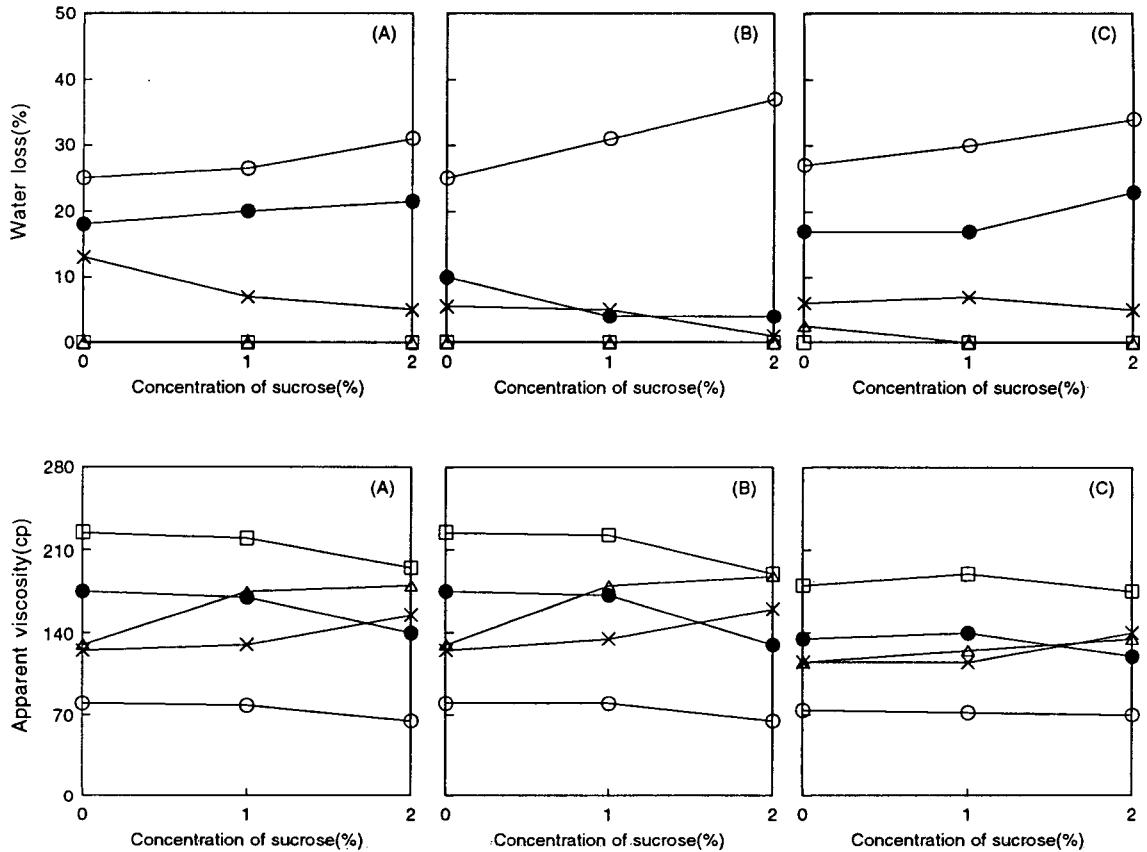 (A)
(B)
(C)
50
40
30
20
10
0
Water loss(%)
0 1 2
0 1 2
0 1 2
Concentration of sucrose(%)
Concentration of sucrose(%)
Concentration of sucrose(%)
(A)
(B)
(C)
280
210
140
70
0
Apparent viscosity(cp)
0 1 2
0 1 2
0 1 2
Concentration of sucrose(%)
Concentration of sucrose(%)
Concentration of sucrose(%)